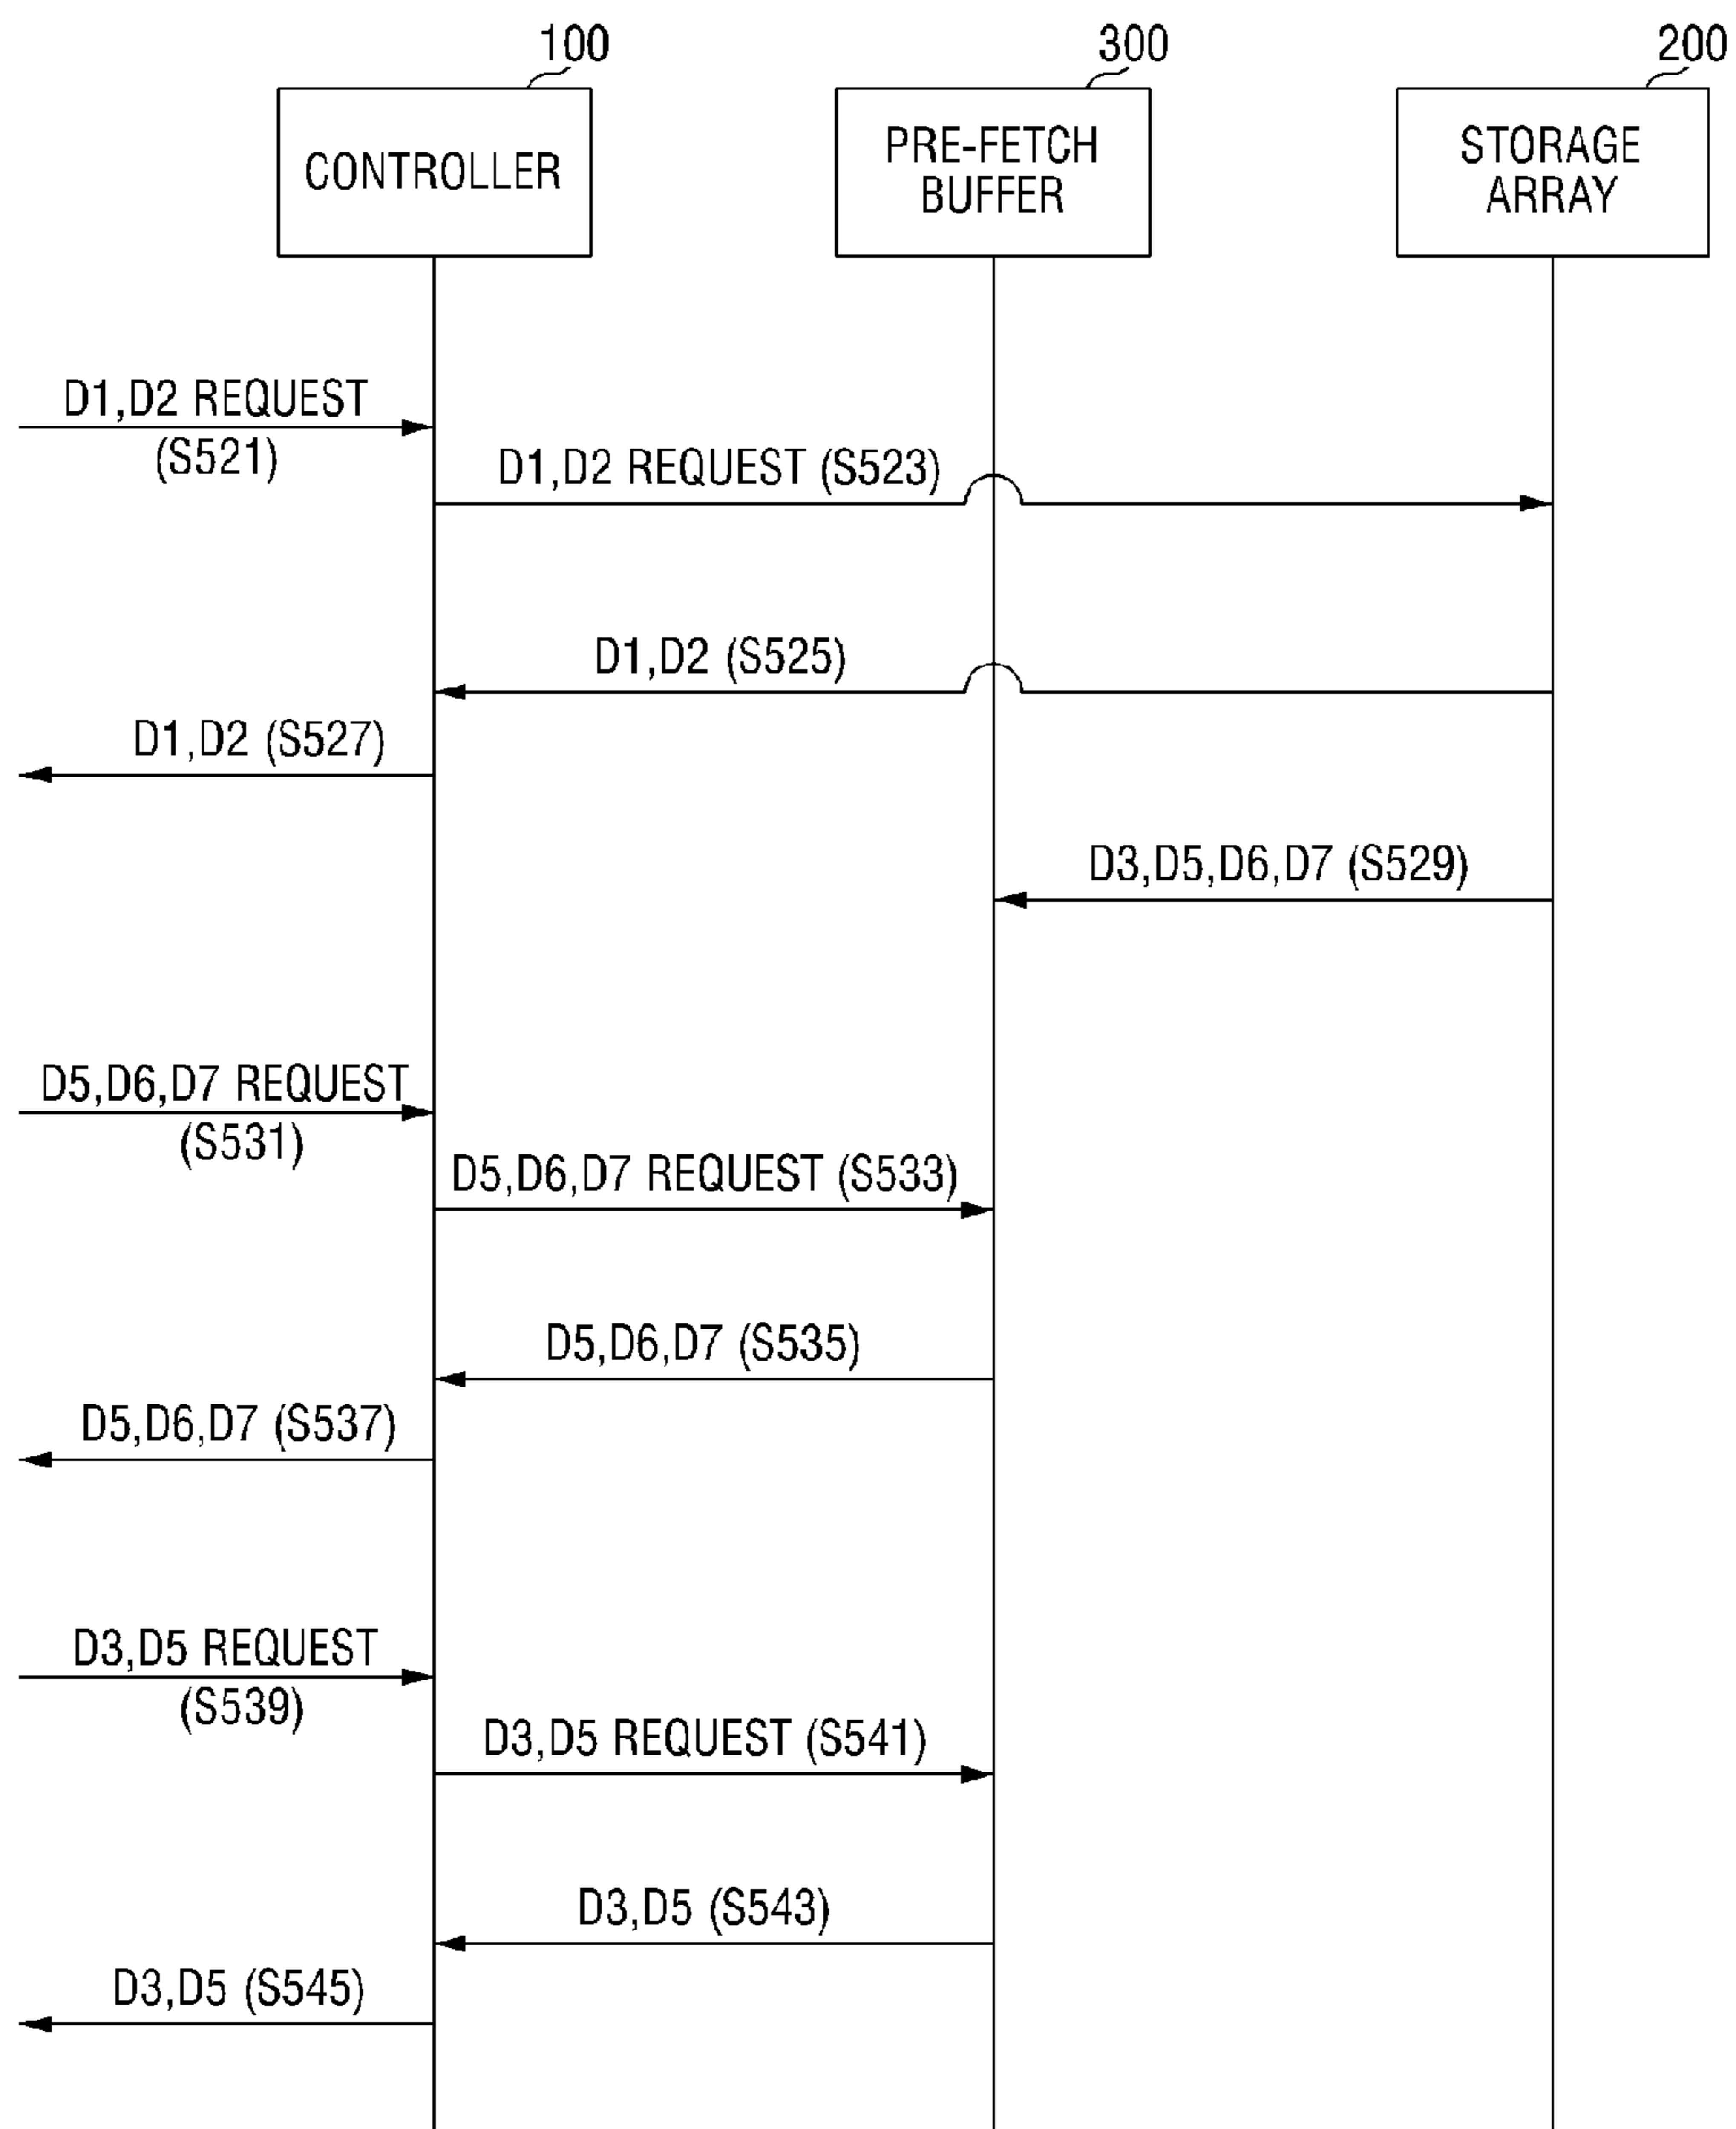 100
300
200
CONTROLLER
PRE-FETCH
BUFFER
STORAGE
ARRAY
D1,D2 REQUEST
(S521)
D1,D2 REQUEST (S523)
D1,D2 (S525)
D1,D2 (S527)
D3,D5,D6,D7 (S529)
D5,D6,D7 REQUEST
(S531)
D5,D6,D7 REQUEST (S533)
D5,D6,D7 (S535)
D5,D6,D7 (S537)
D3,D5 REQUEST
(S539)
D3,D5 REQUEST (S541)
D3,D5 (S543)
D3,D5 (S545)